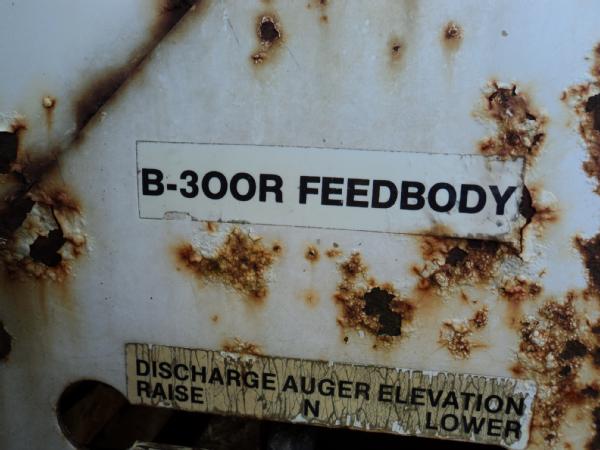 B-300R FEEDBODY
DISCHARGE AUGER ELEVATION
RAISE N LOWER